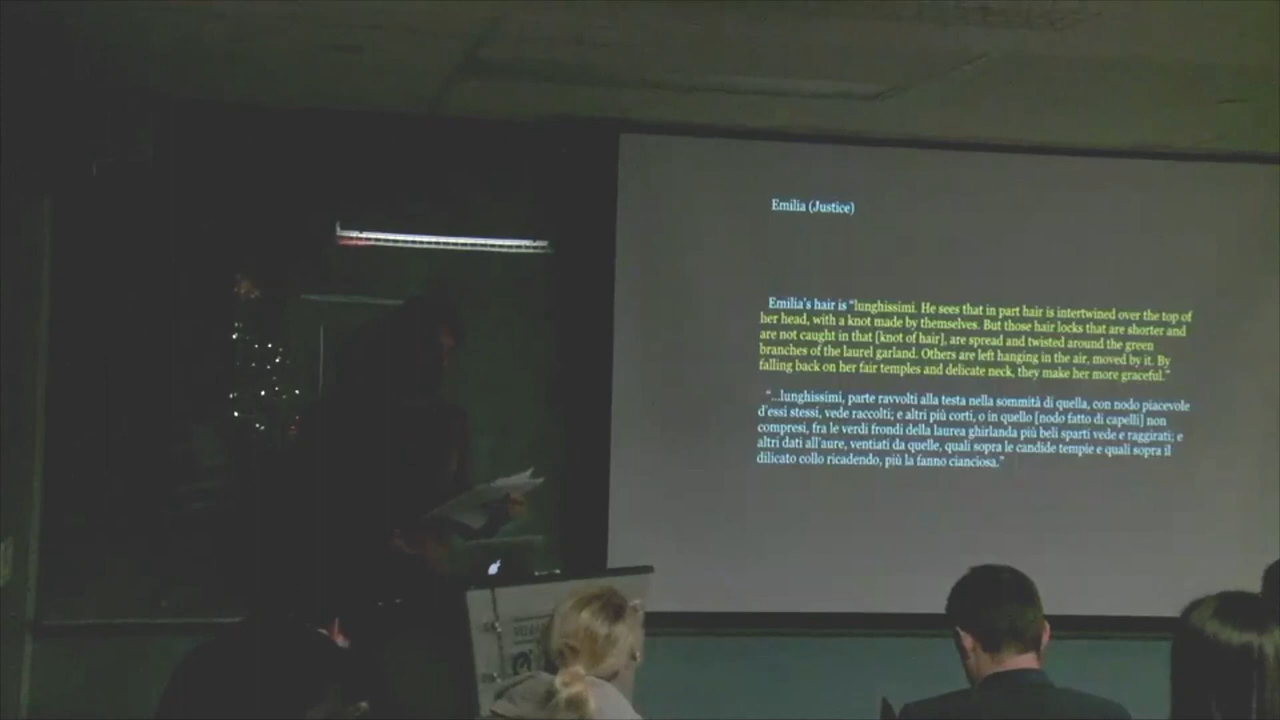 Emilia (Justice)
Emilia's hair is "lunghissimi. He sees that in part hair is intertwined over the top of
her head, with a knot made by themselves. But those hair locks that are shorter and
are not caught in that [knot of hair], are spread and twisted around the green
branches of the laurel garland. Others are left hanging in the air, moved by it. By
falling back on her fair temples and delicate neck, they make her more graceful."
"...lunghissimi, parte ravvolti alla testa nella sommità di quella, con nodo piacevole
d'essi stessi, vede raccolti; e altri più corti, o in quello [nodo fatto di capelli] non
compresi, fra le verdi frondi della laurea ghirlanda più beli sparti vede e raggirati; e
altri dati all'aure, ventiati da quelle, quali sopra le candide tempie e quali sopra il
dilicato collo ricadendo, più la fanno cianciosa."